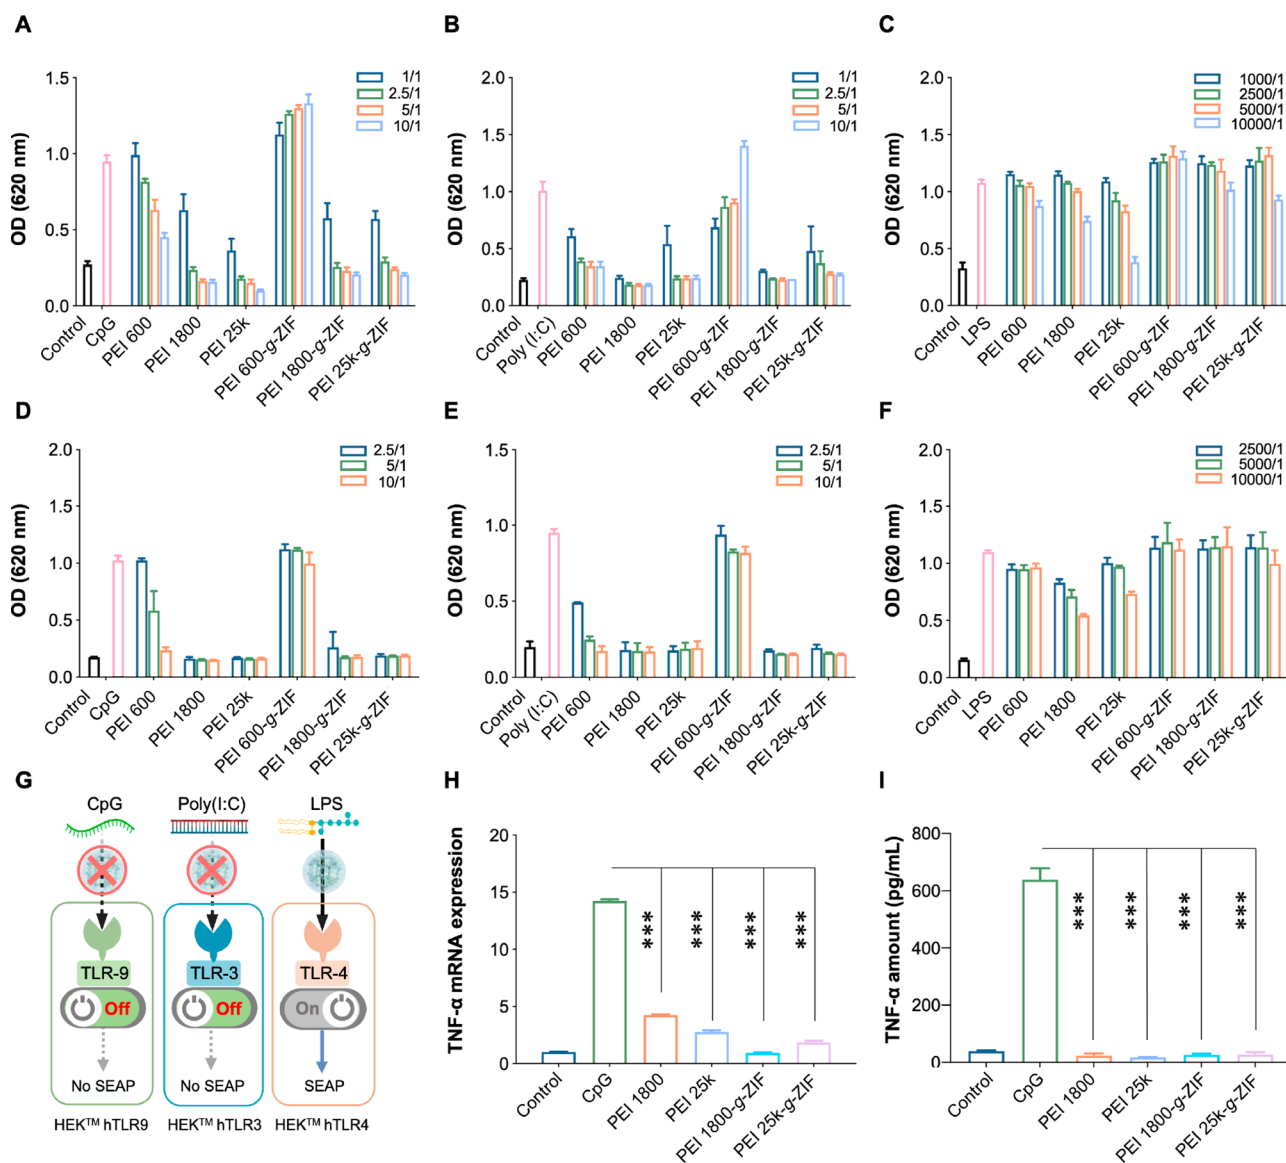 A
OD (620 nm)
1.5
1.0
0.5
0.0
1/1
2.5/1
5/1
10/1
Control
CpG
PEI 600
PEI 1800
PEI 25k
PEI 600-g-ZIF
PEI 1800-g-ZIF
PEI 25k-g-ZIF
B
OD (620 nm)
2.0
1.5
1.0
0.5
0.0
1/1
2.5/1
5/1
10/1
Control
Poly (I:C)
PEI 600
PEI 1800
PEI 25k
PEI 600-g-ZIF
PEI 1800-g-ZIF
PEI 25k-g-ZIF
C
OD (620 nm)
2.0
1.5
1.0
0.5
0.0
1000/1
2500/1
5000/1
10000/1
Control
LPS
PEI 600
PEI 1800
PEI 25k
PEI 600-g-ZIF
PEI 1800-g-ZIF
PEI 25k-g-ZIF
D
OD (620 nm)
2.0
1.5
1.0
0.5
0.0
2.5/1
5/1
10/1
Control
CpG
PEI 600
PEI 1800
PEI 25k
PEI 600-g-ZIF
PEI 1800-g-ZIF
PEI 25k-g-ZIF
E
OD (620 nm)
1.5
1.0
0.5
0.0
2.5/1
5/1
10/1
Control
Poly (I:C)
PEI 600
PEI 1800
PEI 25k
PEI 600-g-ZIF
PEI 1800-g-ZIF
PEI 25k-g-ZIF
F
OD (620 nm)
2.0
1.5
1.0
0.5
0.0
2500/1
5000/1
10000/1
Control
LPS
PEI 600
PEI 1800
PEI 25k
PEI 600-g-ZIF
PEI 1800-g-ZIF
PEI 25k-g-ZIF
G
CpG
Poly(I:C)
LPS
TLR-9
TLR-3
TLR-4
Off
Off
On
No SEAP
No SEAP
SEAP
HEK™ hTLR9
HEK™ hTLR3
HEK™ hTLR4
H
TNF-α mRNA expression
20
15
10
5
0
***
***
***
***
Control
CpG
PEI 1800
PEI 25k
PEI 1800-g-ZIF
PEI 25k-g-ZIF
I
TNF-α amount (pg/mL)
800
600
400
200
0
***
***
***
***
Control
CpG
PEI 1800
PEI 25k
PEI 1800-g-ZIF
PEI 25k-g-ZIF